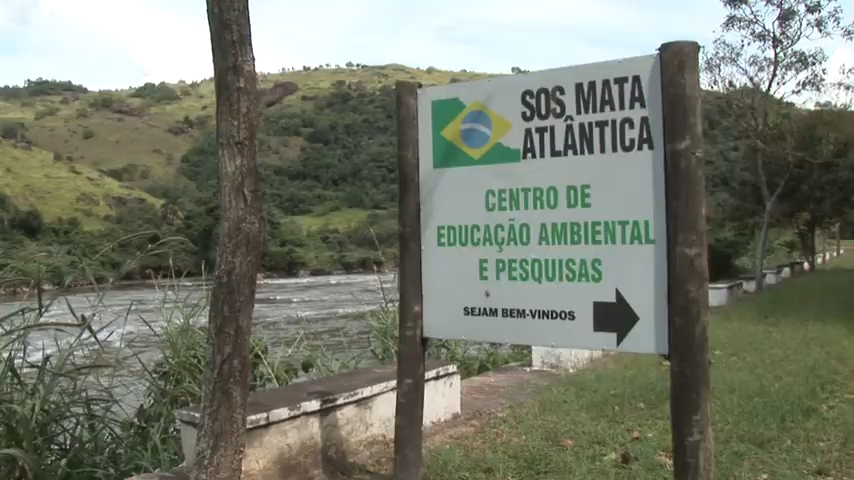 SOS MATA
ATLÂNTICA
CENTRO DE
EDUCAÇÃO AMBIENTAL
E PESQUISAS
SEJAM BEM-VINDOS